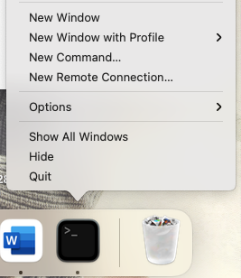 New Window
New Window with Profile
New Command...
New Remote Connection...
Options
Show All Windows
Hide
Quit
W
>_